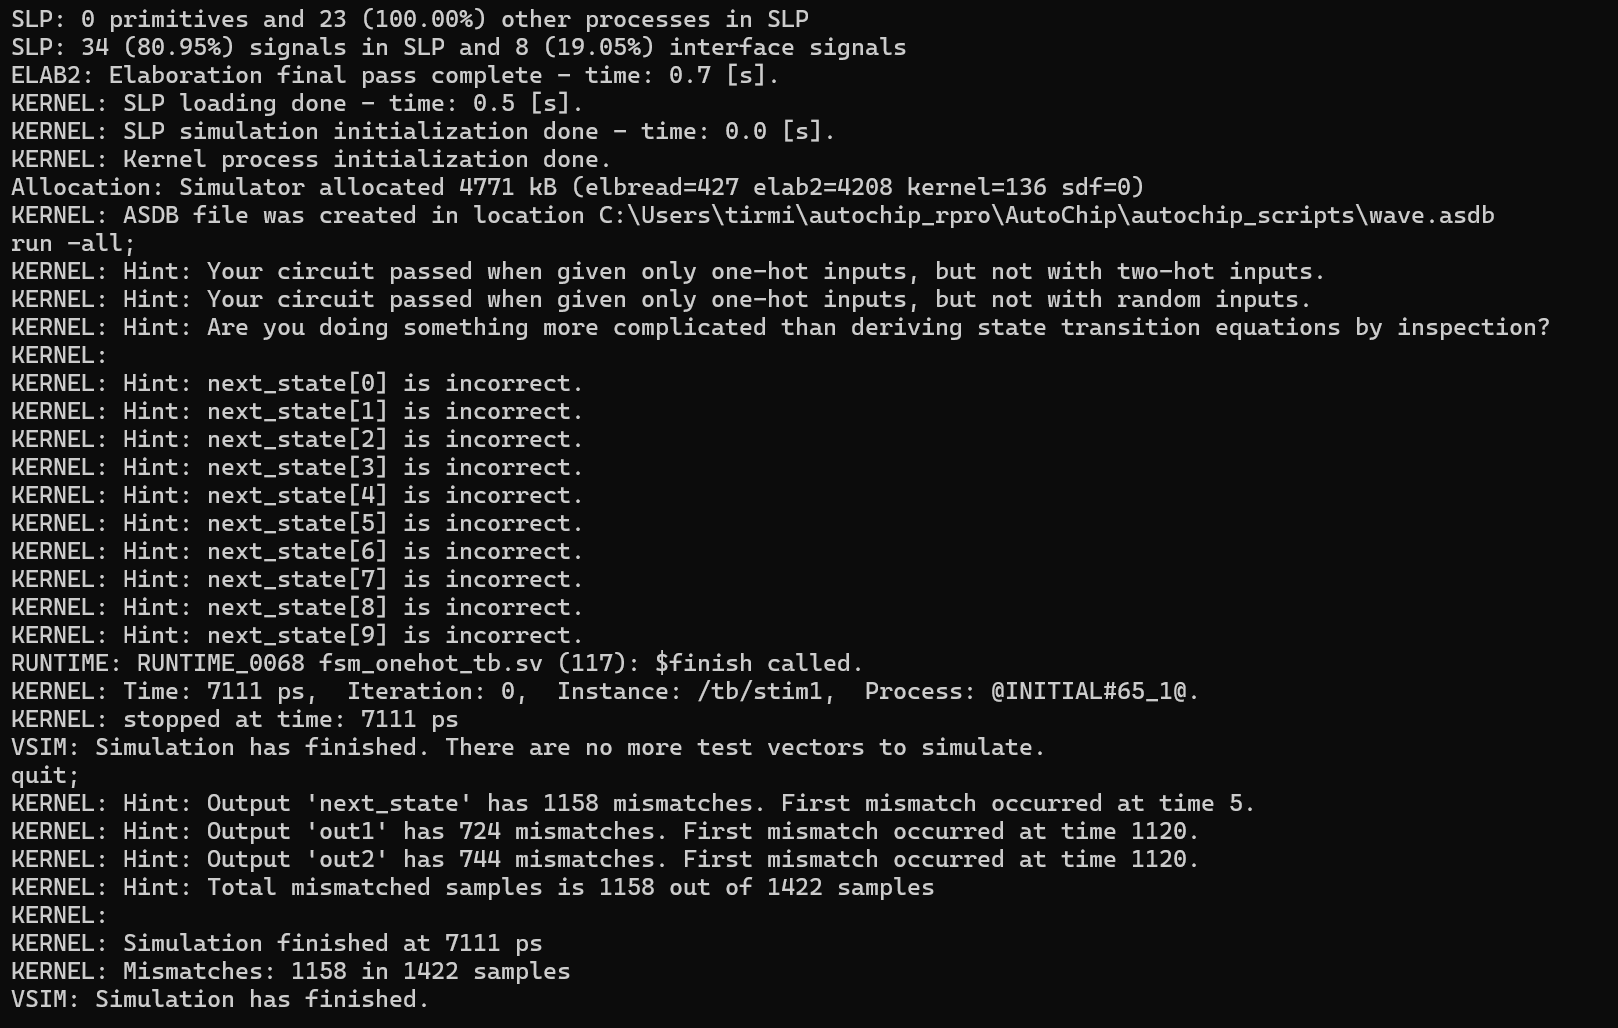 SLP: 0 primitives and 23 (100.00%) other processes in SLP
SLP: 34 (80.95%) signals in SLP and 8 (19.05%) interface signals
ELAB2: Elaboration final pass complete - time: 0.7 [s].
KERNEL: SLP loading done - time: 0.5 [s].
KERNEL: SLP simulation initialization done - time: 0.0 [s].
KERNEL: Kernel process initialization done.
Allocation: Simulator allocated 4771 kB (elbread=427 elab2=4208 kernel=136 sdf=0)
KERNEL: ASDB file was created in location C:\Users\tirmi\autochip_rpro\AutoChip\autochip_scripts\wave.asdb
run -all;
KERNEL: Hint: Your circuit passed when given only one-hot inputs, but not with two-hot inputs.
KERNEL: Hint: Your circuit passed when given only one-hot inputs, but not with random inputs.
KERNEL: Hint: Are you doing something more complicated than deriving state transition equations by inspection?
KERNEL:
KERNEL: Hint: next_state[0] is incorrect.
KERNEL: Hint: next_state[1] is incorrect.
KERNEL: Hint: next_state[2] is incorrect.
KERNEL: Hint: next_state[3] is incorrect.
KERNEL: Hint: next_state[4] is incorrect.
KERNEL: Hint: next_state[5] is incorrect.
KERNEL: Hint: next_state[6] is incorrect.
KERNEL: Hint: next_state[7] is incorrect.
KERNEL: Hint: next_state[8] is incorrect.
KERNEL: Hint: next_state[9] is incorrect.
RUNTIME: RUNTIME_0068 fsm_onehot_tb.sv (117): $finish called.
KERNEL: Time: 7111 ps,  Iteration: 0,  Instance: /tb/stim1,  Process: @INITIAL#65_1@.
KERNEL: stopped at time: 7111 ps
VSIM: Simulation has finished. There are no more test vectors to simulate.
quit;
KERNEL: Hint: Output 'next_state' has 1158 mismatches. First mismatch occurred at time 5.
KERNEL: Hint: Output 'out1' has 724 mismatches. First mismatch occurred at time 1120.
KERNEL: Hint: Output 'out2' has 744 mismatches. First mismatch occurred at time 1120.
KERNEL: Hint: Total mismatched samples is 1158 out of 1422 samples
KERNEL:
KERNEL: Simulation finished at 7111 ps
KERNEL: Mismatches: 1158 in 1422 samples
VSIM: Simulation has finished.